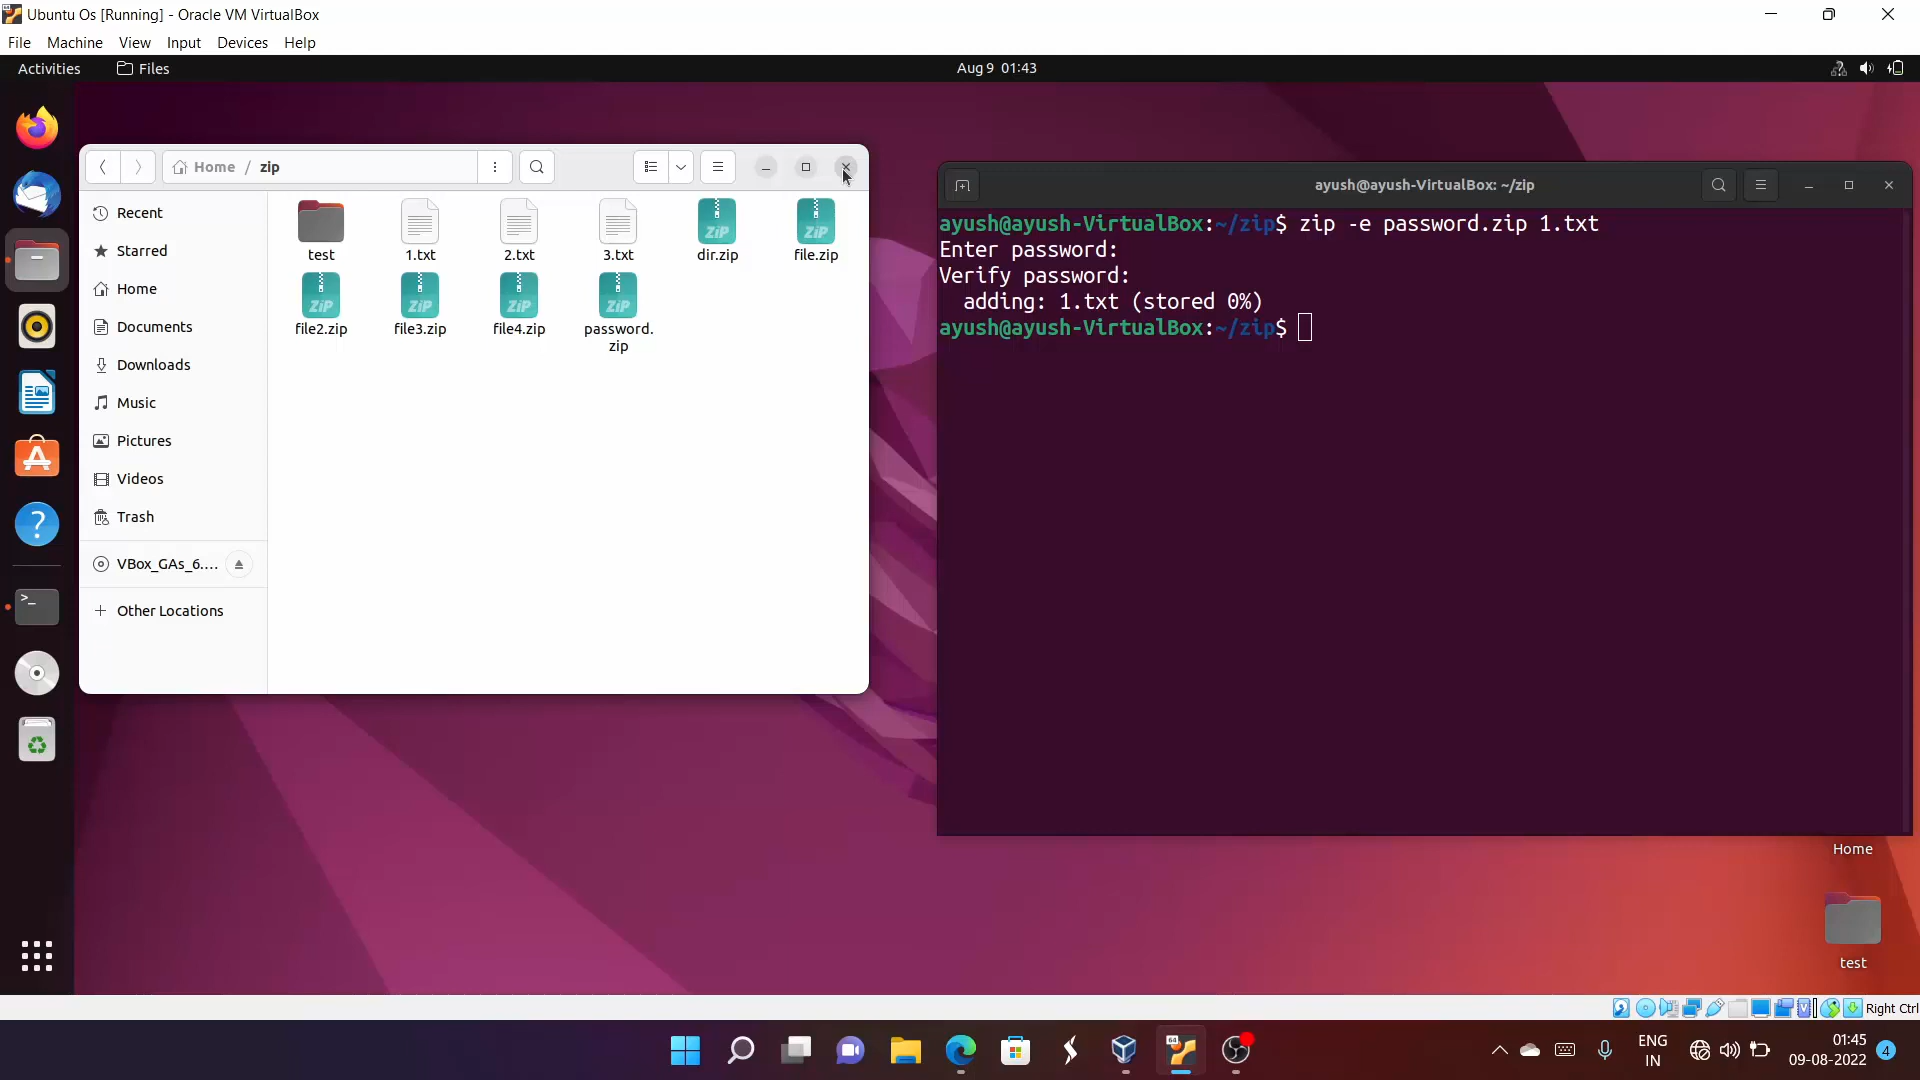 Ubuntu Os [Running] - Oracle VM VirtualBox
File Machine View Input Devices Help
Activities Files Aug 9 01:43
Home / zip
Recent
Starred
Home
Documents
Downloads
Music
Pictures
Videos
Trash
VBox_GAs_6....
Other Locations
test 1.txt 2.txt 3.txt dir.zip file.zip
file2.zip file3.zip file4.zip password.
zip
ayush@ayush-VirtualBox: ~/zip
ayush@ayush-VirtualBox:~/zip$ zip -e password.zip 1.txt
Enter password:
Verify password:
adding: 1.txt (stored 0%)
ayush@ayush-VirtualBox:~/zip$
Home
test
Right Ctrl
ENG
IN
01:45
09-08-2022
4